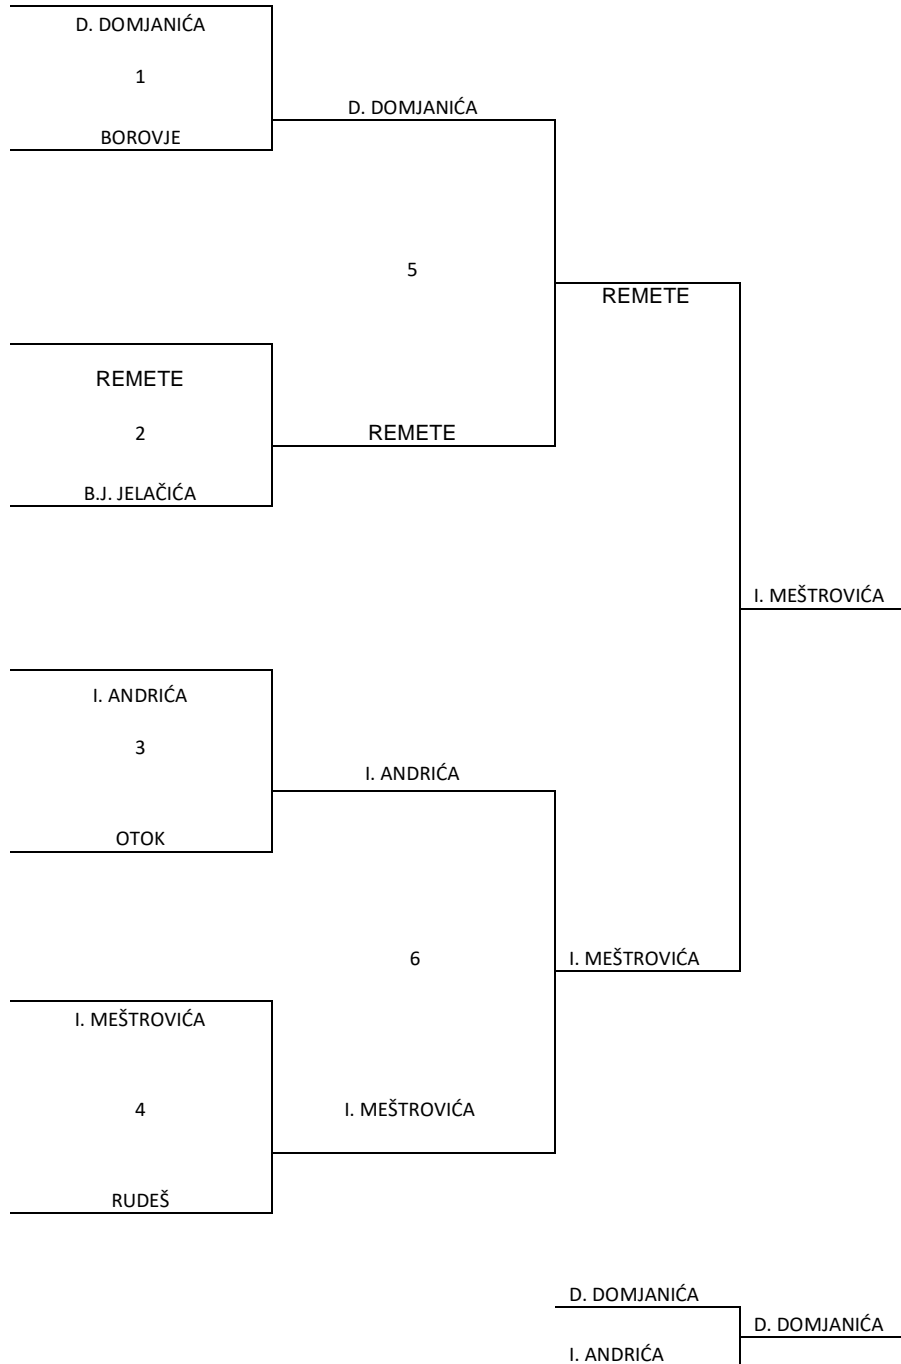 D. DOMJANIĆA
1
D. DOMJANIĆA
BOROVJE
5
REMETE
REMETE
2
REMETE
B.J. JELAČIĆA
I. MEŠTROVIĆA
I. ANDRIĆA
3
I. ANDRIĆA
OTOK
6
I. MEŠTROVIĆA
I. MEŠTROVIĆA
4
I. MEŠTROVIĆA
RUDEŠ
D. DOMJANIĆA
D. DOMJANIĆA
I. ANDRIĆA